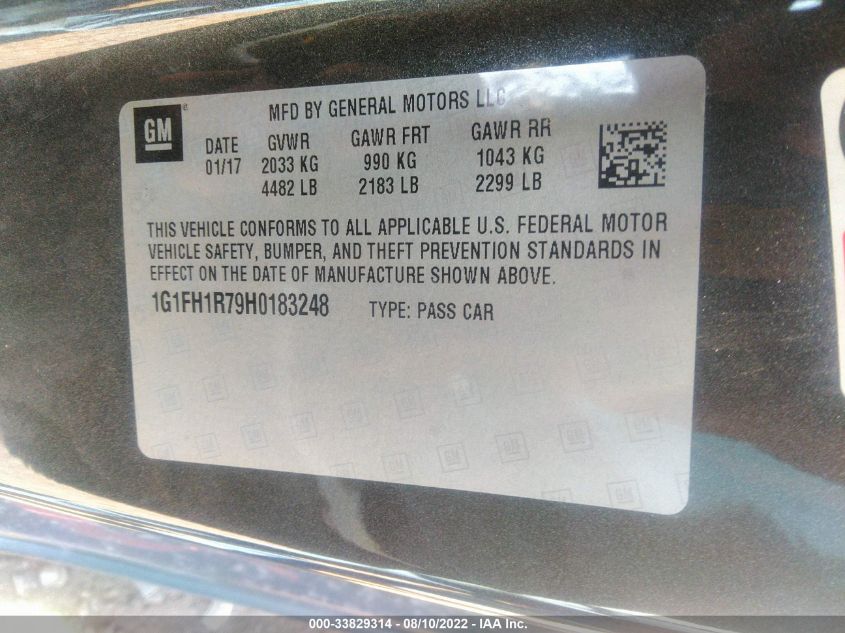 MFD BY GENERAL MOTORS LLC
GM
DATE GVWR GAWR FRT GAWR RR
01/17 2033 KG 990 KG 1043 KG
4482 LB 2183 LB 2299 LB
THIS VEHICLE CONFORMS TO ALL APPLICABLE U.S. FEDERAL MOTOR
VEHICLE SAFETY, BUMPER, AND THEFT PREVENTION STANDARDS IN
EFFECT ON THE DATE OF MANUFACTURE SHOWN ABOVE.
1G1FH1R79H0183248 TYPE: PASS CAR
000-33829314 - 08/10/2022 - IAA Inc.